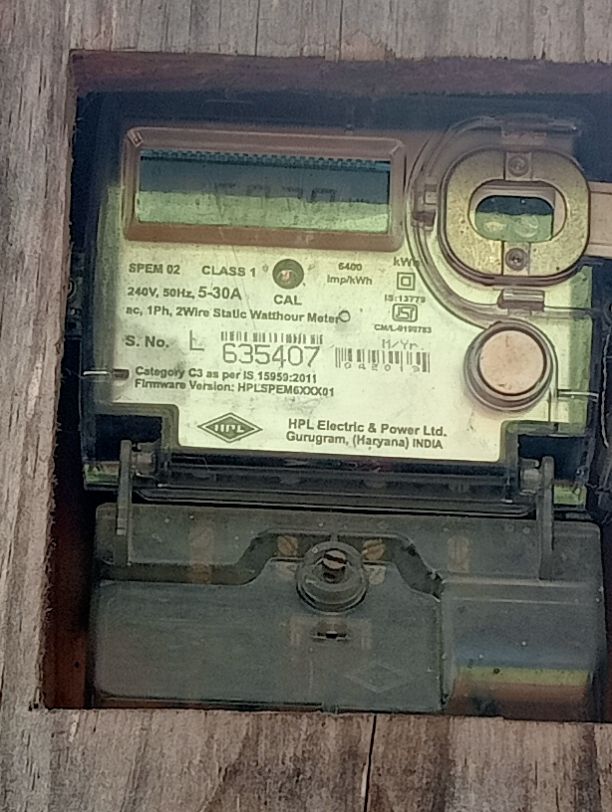 SPEM 02 CLASS 1 6400 kWh
Imp/kWh
240V, 50Hz, 5-30A CAL IS:13779
ac, 1Ph, 2Wire Static Watthour Meter
S. No. L 635407 M/Yr.
Category C3 as per IS 15959:2011
Firmware Version: HPLSPEM6XXX01
HPL HPL Electric & Power Ltd.
Gurugram, (Haryana) INDIA